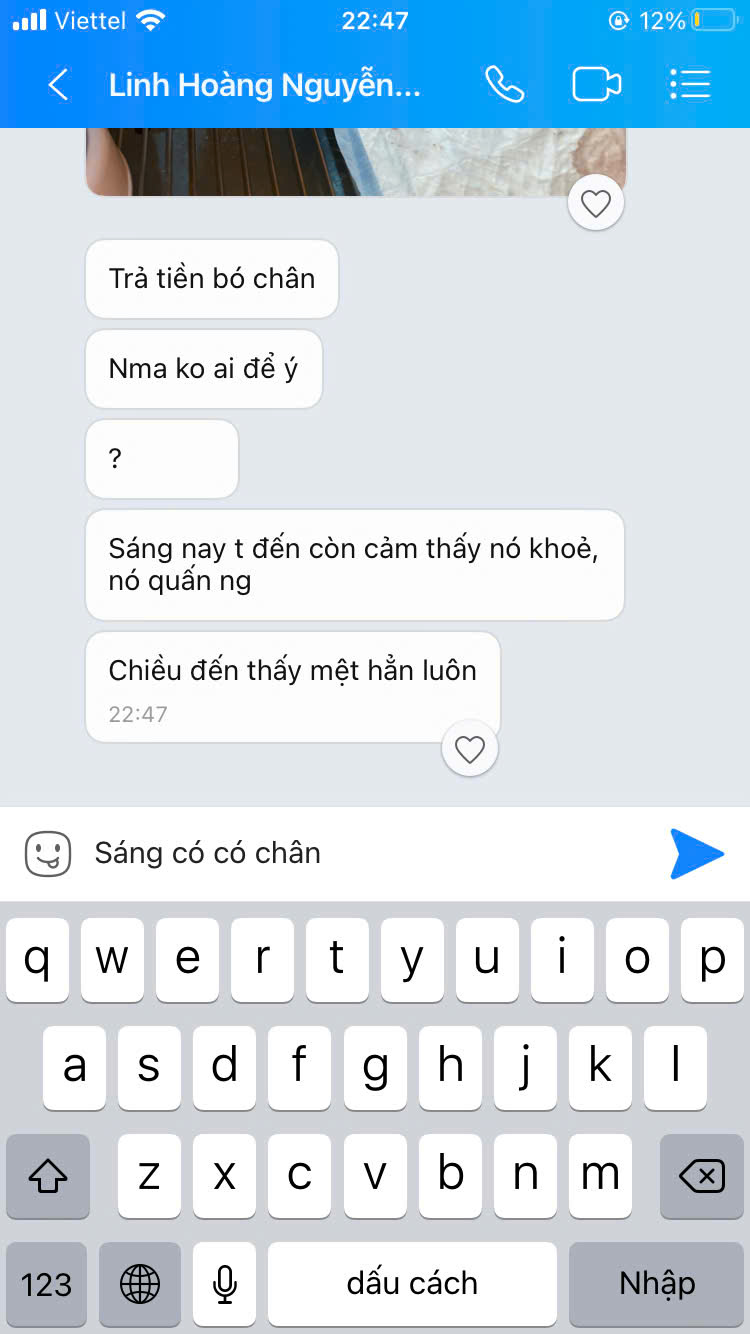 Viettel 22:47 12%
Linh Hoàng Nguyễn...
Trả tiền bó chân
Nma ko ai để ý
?
Sáng nay t đến còn cảm thấy nó khoẻ,
nó quấn ng
Chiều đến thấy mệt hẳn luôn
22:47
Sáng có có chân
q w e r t y u i o p
a s d f g h j k l
z x c v b n m
123 dấu cách Nhập